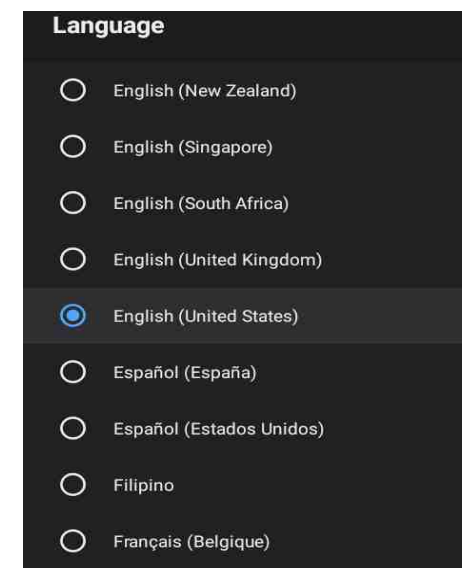 Language
English (New Zealand)
English (Singapore)
English (South Africa)
English (United Kingdom)
English (United States)
Español (España)
Español (Estados Unidos)
Filipino
Français (Belgique)